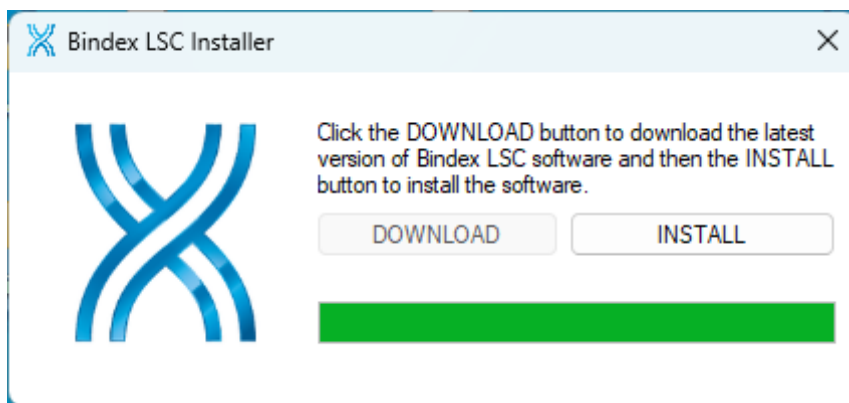 Bindex LSC Installer
Click the DOWNLOAD button to download the latest
version of Bindex LSC software and then the INSTALL
button to install the software.
DOWNLOAD
INSTALL